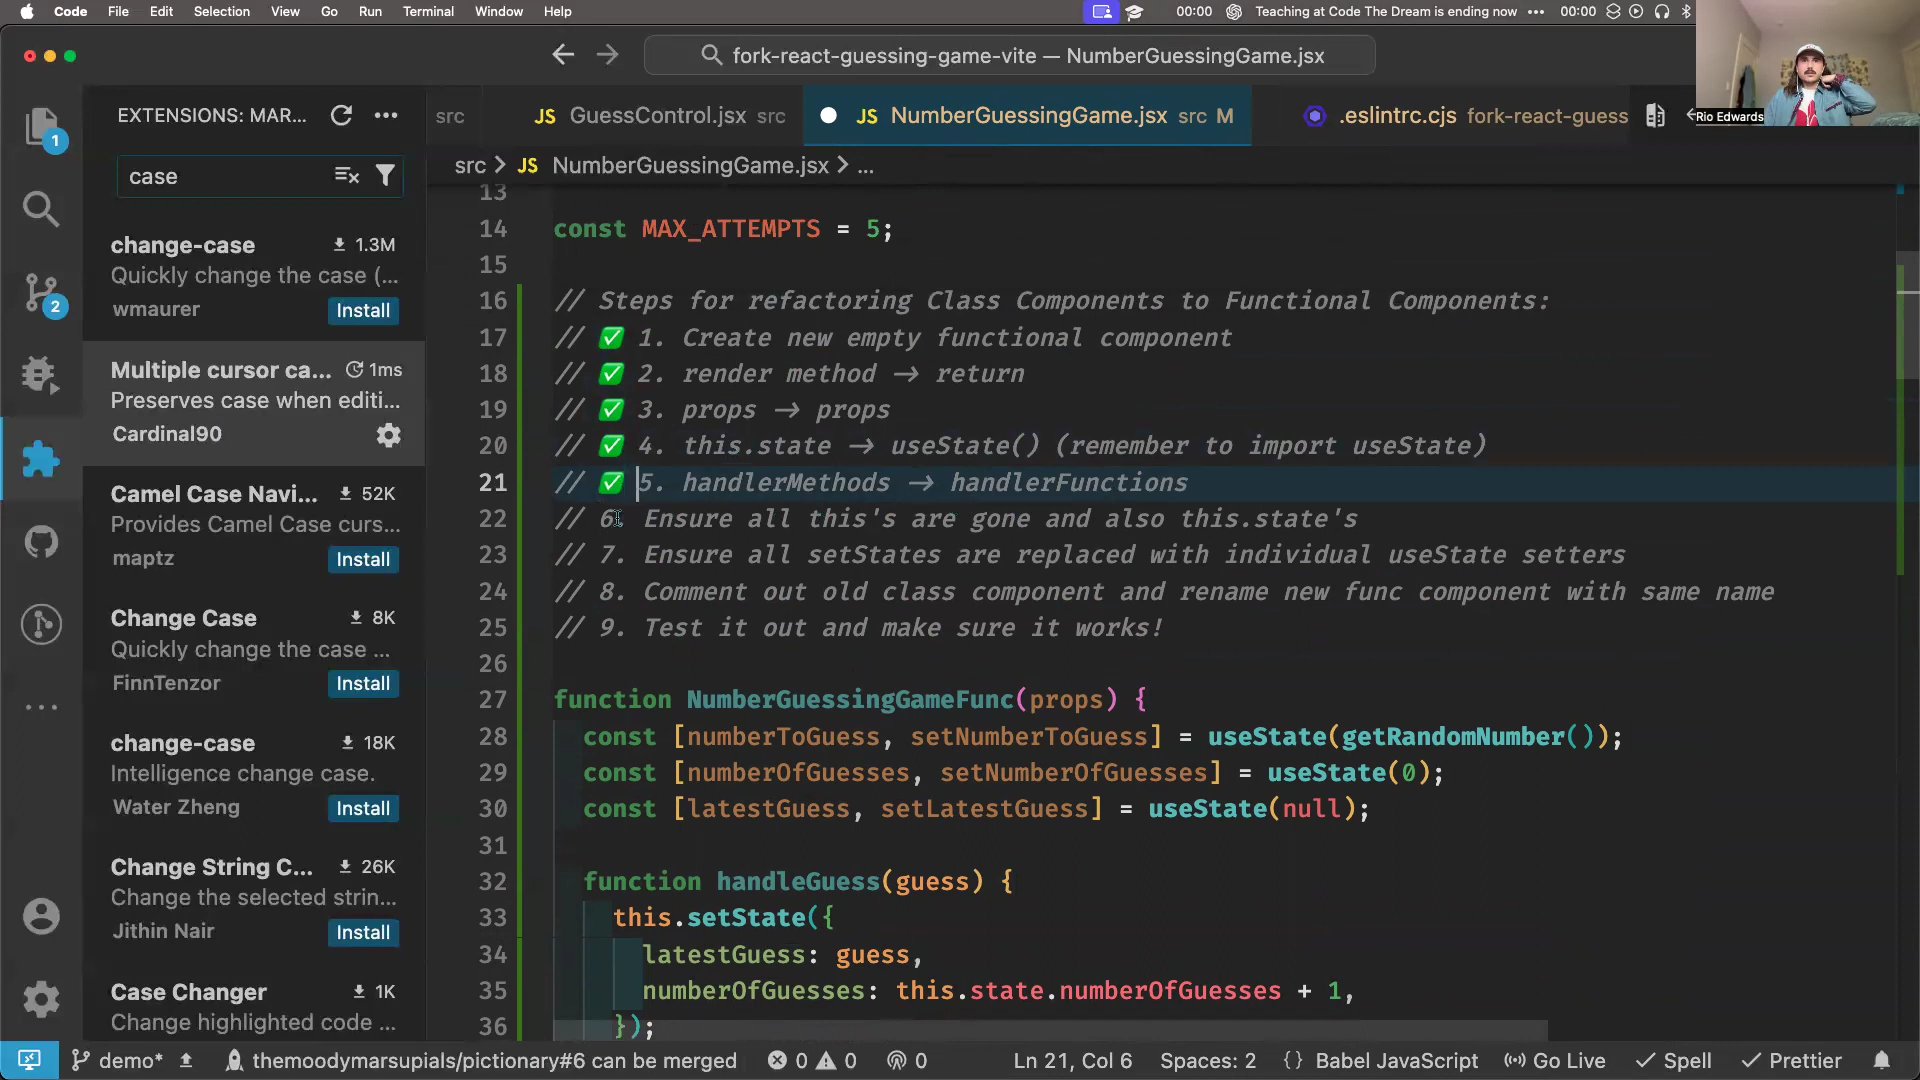 Code File Edit Selection View Go Run Terminal Window Help 00:00 Teaching at Code The Dream is ending now ••• 00:00
fork-react-guessing-game-vite — NumberGuessingGame.jsx
Rio Edwards
EXTENSIONS: MAR...
src JS GuessControl.jsx src JS NumberGuessingGame.jsx src M .eslintrc.cjs fork-react-guess
case
src > JS NumberGuessingGame.jsx > ...
change-case 1.3M
Quickly change the case (...
wmaurer Install
Multiple cursor ca... 1ms
Preserves case when editi...
Cardinal90
Camel Case Navi... 52K
Provides Camel Case curs...
maptz Install
Change Case 8K
Quickly change the case ...
FinnTenzor Install
change-case 18K
Intelligence change case.
Water Zheng Install
Change String C... 26K
Change the selected strin...
Jithin Nair Install
Case Changer 1K
Change highlighted code ...
1
2
13
14 const MAX_ATTEMPTS = 5;
15
16 // Steps for refactoring Class Components to Functional Components:
17 // ✅ 1. Create new empty functional component
18 // ✅ 2. render method → return
19 // ✅ 3. props → props
20 // ✅ 4. this.state → useState() (remember to import useState)
21 // ✅ 5. handlerMethods → handlerFunctions
22 // 6. Ensure all this's are gone and also this.state's
23 // 7. Ensure all setStates are replaced with individual useState setters
24 // 8. Comment out old class component and rename new func component with same name
25 // 9. Test it out and make sure it works!
26
27 function NumberGuessingGameFunc(props) {
28 const [numberToGuess, setNumberToGuess] = useState(getRandomNumber());
29 const [numberOfGuesses, setNumberOfGuesses] = useState(0);
30 const [latestGuess, setLatestGuess] = useState(null);
31
32 function handleGuess(guess) {
33 this.setState({
34 latestGuess: guess,
35 numberOfGuesses: this.state.numberOfGuesses + 1,
36 });
demo* themoodymarsupials/pictionary#6 can be merged 0 0 0 Ln 21, Col 6 Spaces: 2 {} Babel JavaScript Go Live Spell Prettier